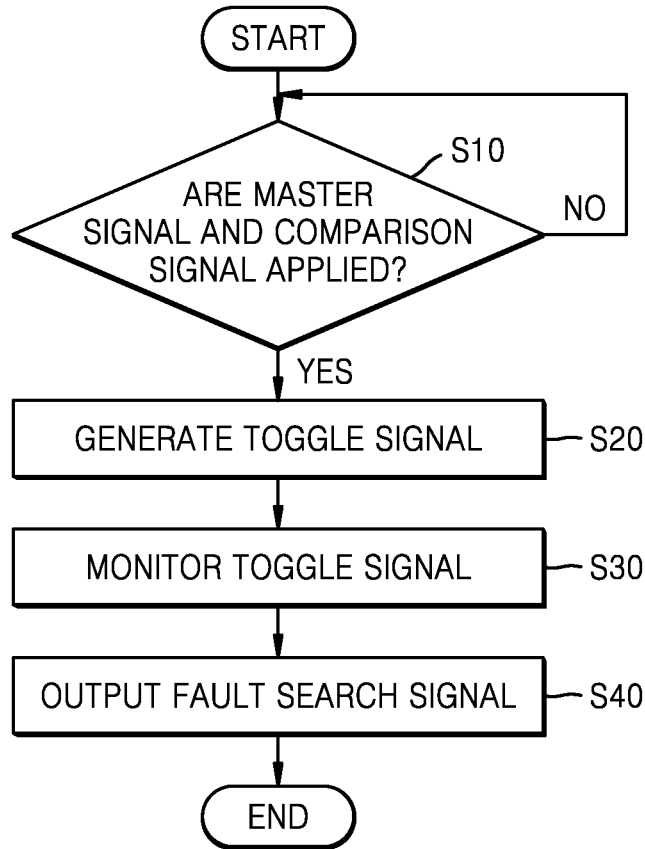 START
S10
ARE MASTER
SIGNAL AND COMPARISON
SIGNAL APPLIED?
NO
YES
GENERATE TOGGLE SIGNAL
S20
MONITOR TOGGLE SIGNAL
S30
OUTPUT FAULT SEARCH SIGNAL
S40
END